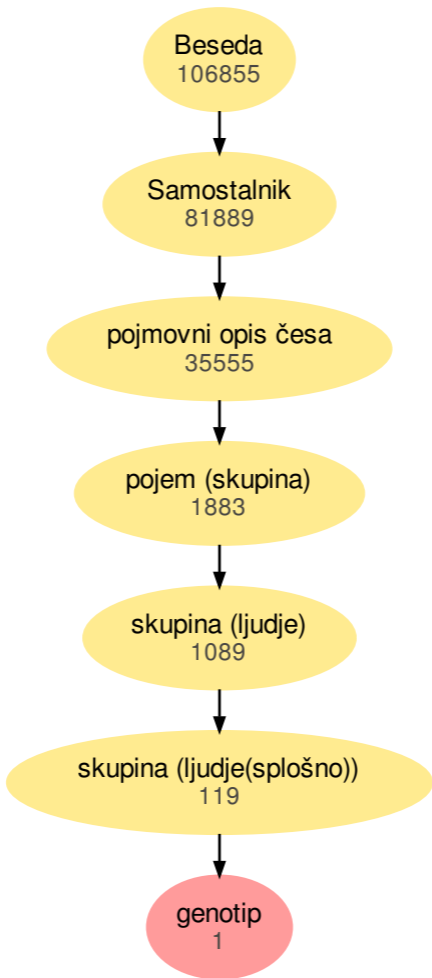 Beseda
106855
Samostalnik
81889
pojmovni opis česa
35555
pojem (skupina)
1883
skupina (ljudje)
1089
skupina (ljudje(splošno))
119
genotip
1